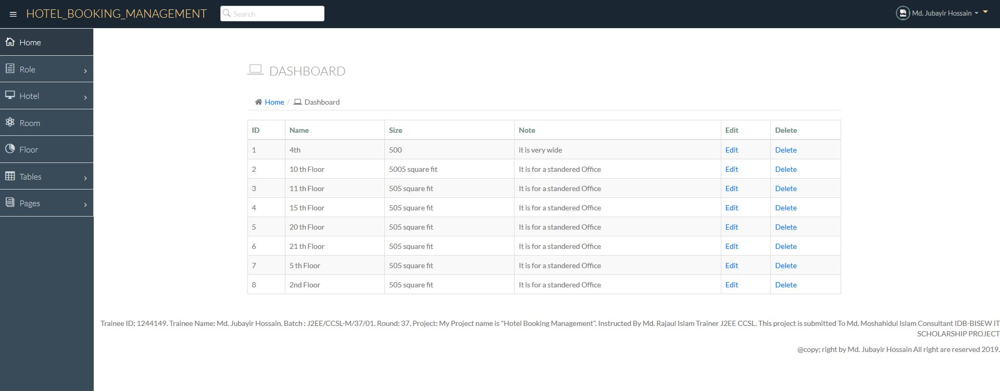 HOTEL_BOOKING_MANAGEMENT Search Md. Jubayir Hossain
Home
Role
Hotel
Room
Floor
Tables
Pages
DASHBOARD
Home / Dashboard
ID Name Size Note Edit Delete
1 4th 500 it is very wide Edit Delete
2 10 th Floor 5005 square fit It is for a standered Office Edit Delete
3 11 th Floor 505 square fit It is for a standered Office Edit Delete
4 15 th Floor 505 square fit It is for a standered Office Edit Delete
5 20 th Floor 505 square fit It is for a standered Office Edit Delete
6 21 th Floor 505 square fit It is for a standered Office Edit Delete
7 5 th Floor 505 square fit It is for a standered Office Edit Delete
8 2nd Floor 505 square fit It is for a standered Office Edit Delete
Trainee ID: 1244149. Trainee Name: Md. Jubayir Hossain. Batch : J2EE/CCSL-M/37/01. Round: 37. Project: My Project name is "Hotel Booking Management". Instructed By Md. Rajaul Islam Trainer J2EE CCSL. This project is submitted To Md. Moshahidul Islam Consultant IDB-BISEW IT
SCHOLARSHIP PROJECT
@copy; right by Md. Jubayir Hossain All right are reserved 2019.